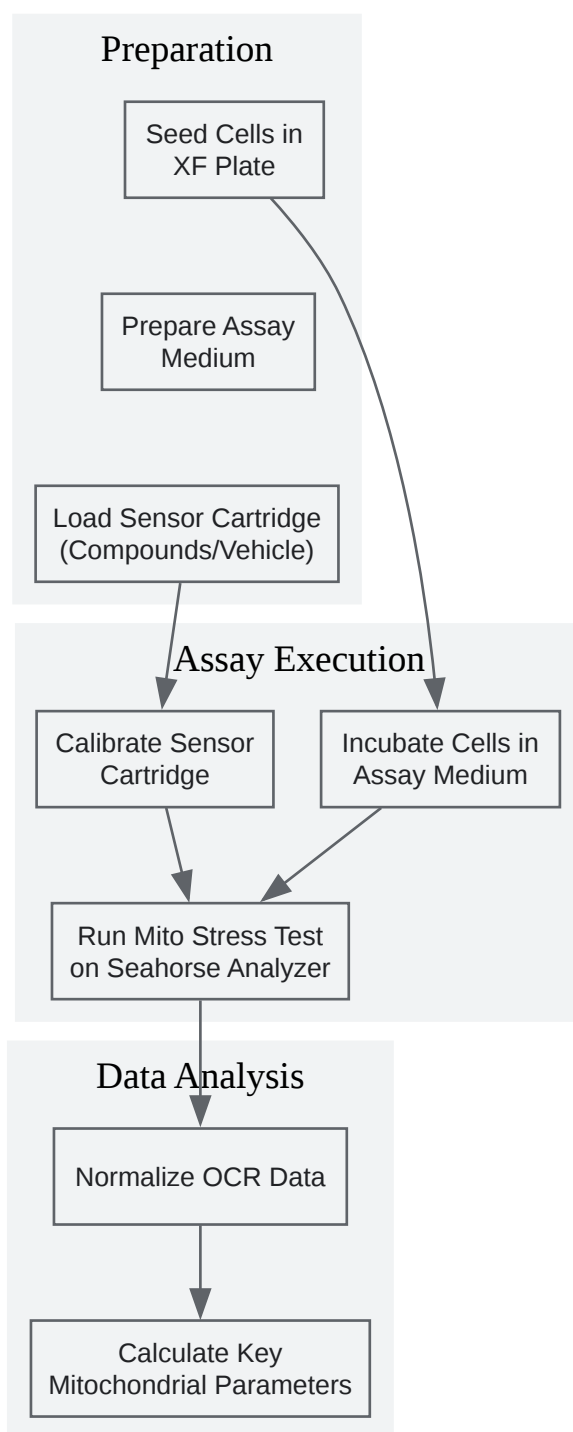 Preparation
Seed Cells in
XF Plate
Prepare Assay
Medium
Load Sensor Cartridge
(Compounds/Vehicle)
Assay Execution
Calibrate Sensor
Cartridge
Incubate Cells in
Assay Medium
Run Mito Stress Test
on Seahorse Analyzer
Data Analysis
Normalize OCR Data
Calculate Key
Mitochondrial Parameters